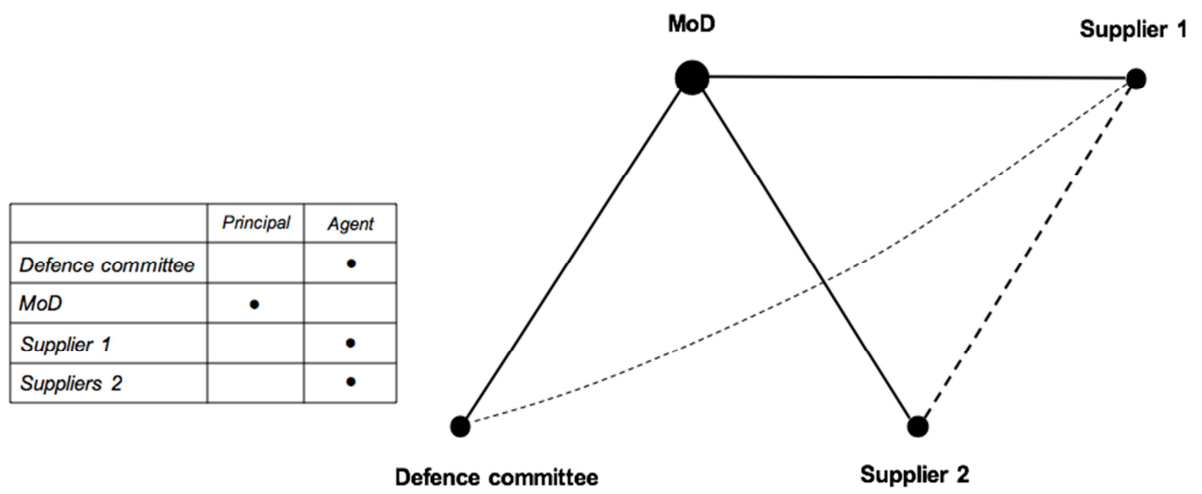 MoD
Supplier 1
Principal Agent
Defence committee •
MoD •
Supplier 1 •
Suppliers 2 •
Defence committee
Supplier 2